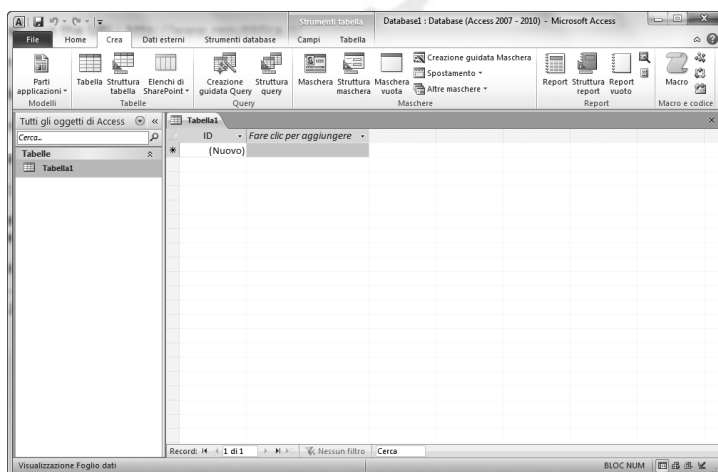 Strumenti tabella Database1 : Database (Access 2007 - 2010) - Microsoft Access
File Home Crea Dati esterni Strumenti database Campi Tabella
Parti applicazioni
Tabella
Struttura tabella
Elenchi di SharePoint
Creazione guidata Query
Struttura query
Maschera
Struttura maschera
Maschera vuota
Creazione guidata Maschera
Spostamento
Altre maschere
Report
Struttura report
Report vuoto
Macro
Modelli Tabelle Query Maschere Report Macro e codice
Tutti gli oggetti di Access
Cerca...
Tabelle
Tabella1
Tabella1
ID Fare clic per aggiungere
(Nuovo)
Record: 1 di 1 Nessun filtro Cerca
Visualizzazione Foglio dati BLOC NUM